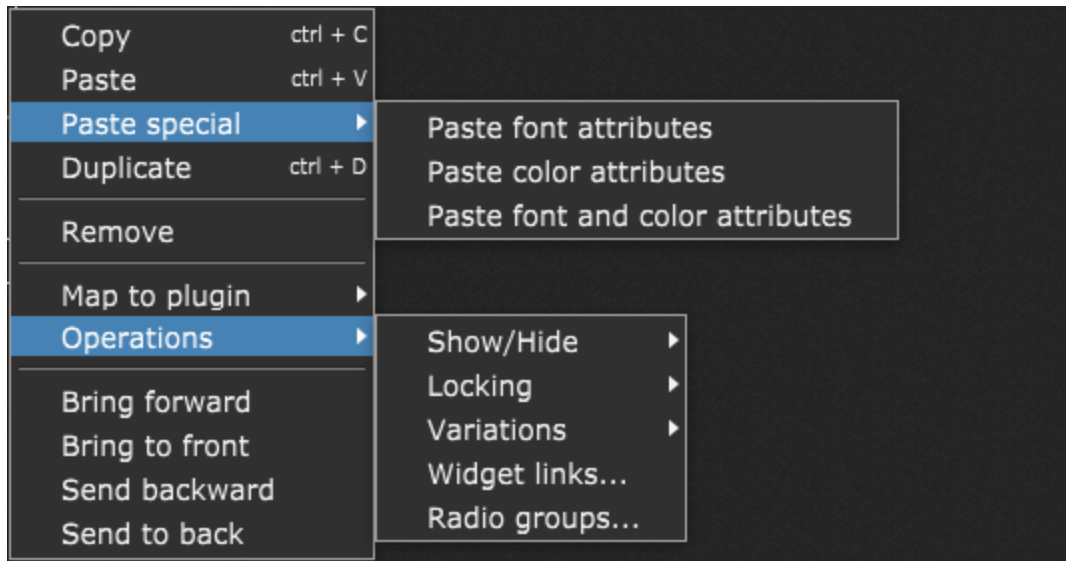 Copy ctrl + C
Paste ctrl + V
Paste special
Paste font attributes
Paste color attributes
Paste font and color attributes
Duplicate ctrl + D
Remove
Map to plugin
Operations
Show/Hide
Locking
Variations
Widget links...
Radio groups...
Bring forward
Bring to front
Send backward
Send to back